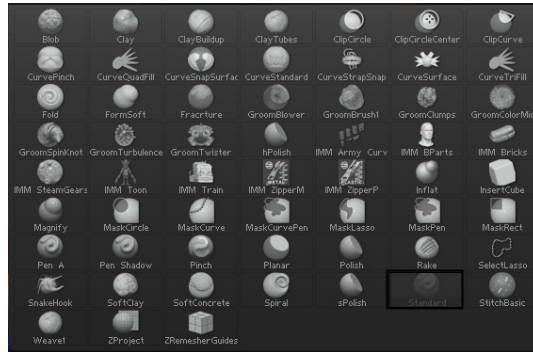 Blob Clay ClayBuildup ClayTubes ClipCircle ClipCircleCenter ClipCurve
CurvePinch CurveQuadFill CurveSnapSurfac CurveStandard CurveStrapSnap CurveSurface CurveTriFill
Fold FormSoft Fracrture GroomBlower GroomBrush1 GroomClumps GroomColorMic
GroomSpinKnot GroomTurbulence GroomTwister hPolish IMM Army Curv IMM BParts IMM Bricks
IMM SteamGears IMM Toon IMM Train IMM ZipperM IMM ZipperP Inflat InsertCube
Magnify MaskCircle MaskCurve MaskCurvePen MaskLasso MaskPen MaskRect
Pen A Pen Shadow Pinch Planar Polish Rake SelectLasso
SnakeHook SoftClay SoftConcrete Spiral sPolish Standard StitchBasic
Weave1 ZProject ZRemesherGuides